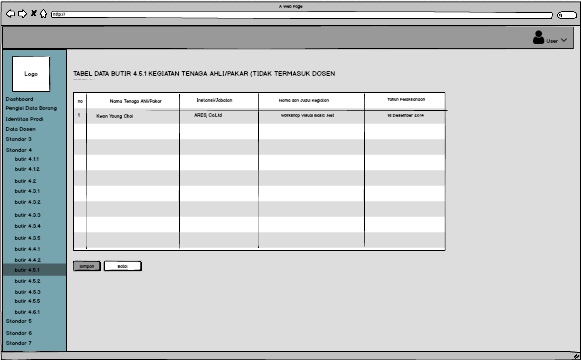 A Web Page
http://
User
Logo
Dashboard
Pengisi Data Borang
Identitas Prodi
Data Dosen
Standar 3
Standar 4
butir 4.1.1
butir 4.1.2
butir 4.2
butir 4.3.1
butir 4.3.2
butir 4.3.3
butir 4.3.4
butir 4.3.5
butir 4.4.1
butir 4.4.2
butir 4.5.1
butir 4.5.2
butir 4.5.3
butir 4.5.5
butir 4.6.1
Standar 5
Standar 6
Standar 7
TABEL DATA BUTIR 4.5.1 KEGIATAN TENAGA AHLI/PAKAR (TIDAK TERMASUK DOSEN
no Nama Tenaga Ahli/Pakar Instansi/Jabatan Nama dan Judul Kegiatan Tahun Pelaksanaan
1 Kwan Young Choi ARES, Co.Ltd Workshop Visual Basic .Net 18 Desember 2014
Simpan Batal